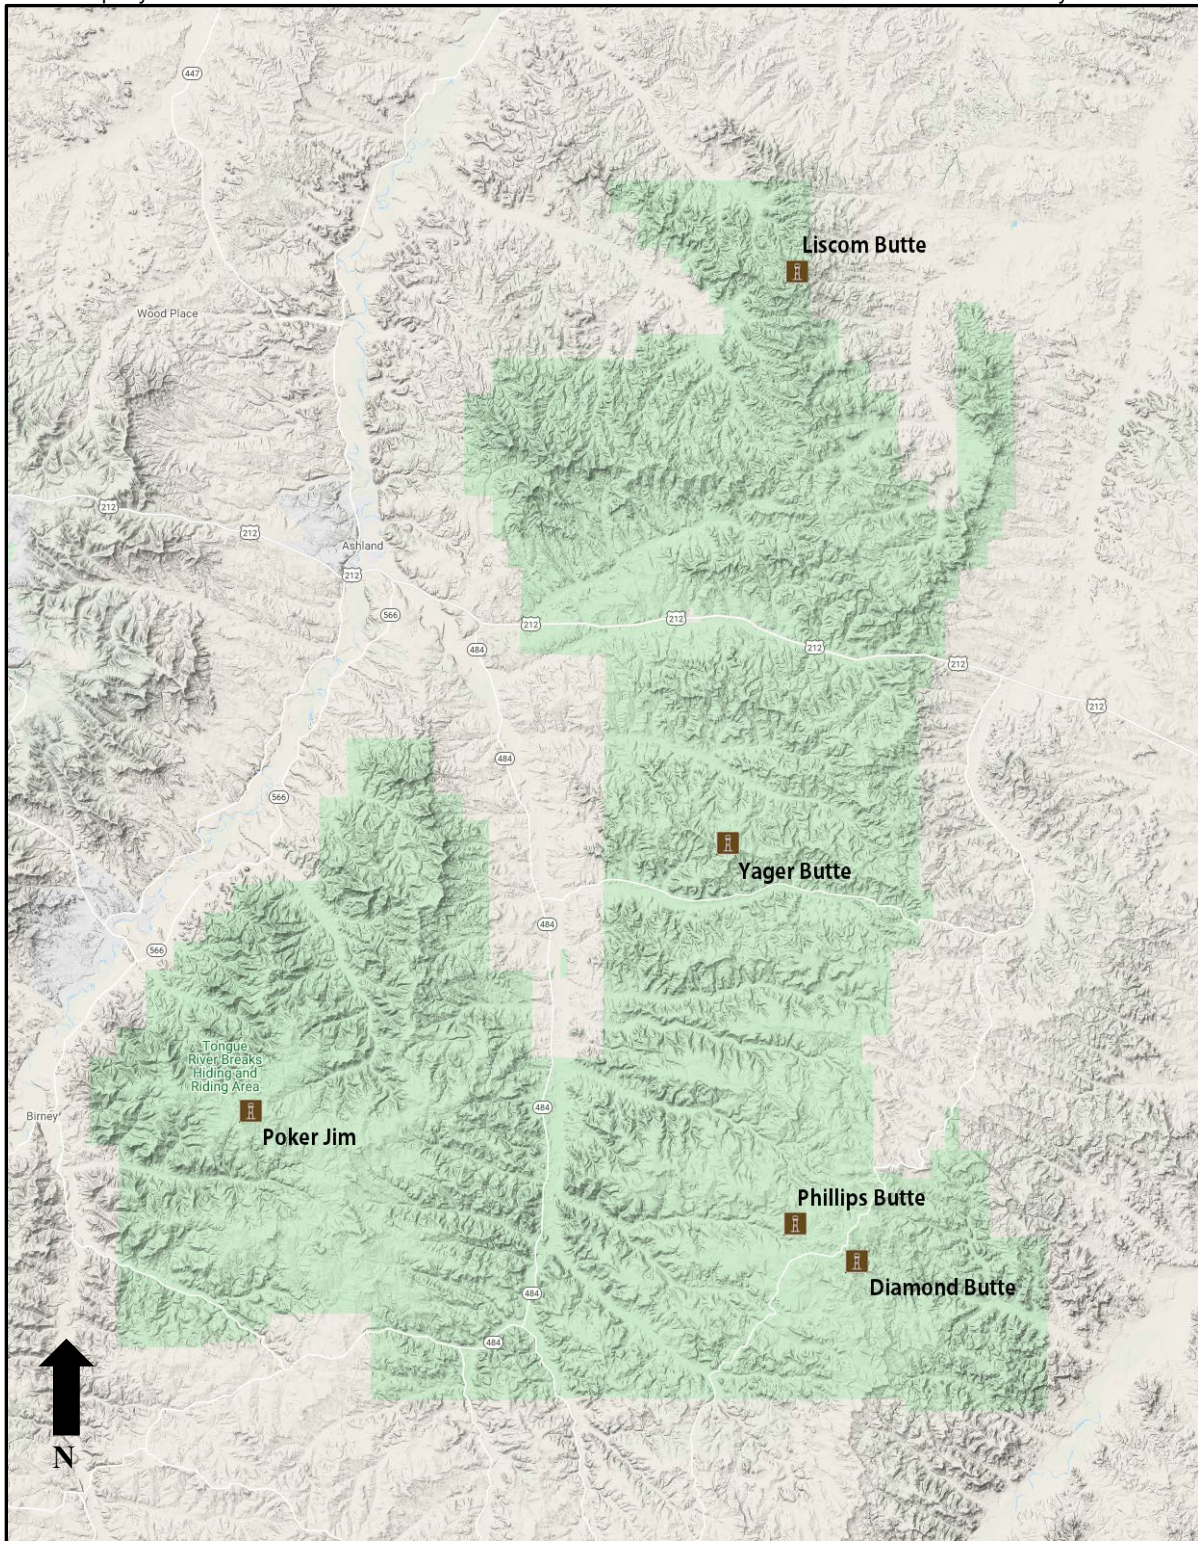 447
Liscom Butte
Wood Place
212
212
Ashland
212
566
212
212
484
212
212
212
484
566
Yager Butte
484
566
Tongue
River Breaks
Hiding and
Riding Area
484
Birney
Poker Jim
Phillips Butte
Diamond Butte
484
484
N